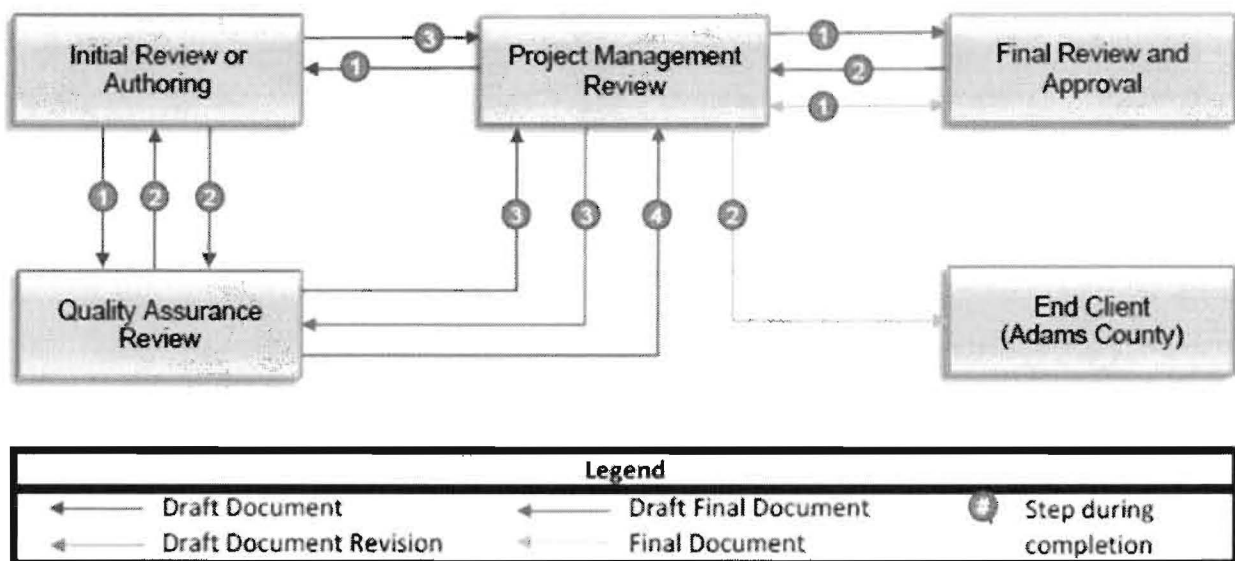 Initial Review or
Authoring
3
1
Project Management
Review
1
2
1
Final Review and
Approval
1
2
2
3
3
4
2
Quality Assurance
Review
End Client
(Adams County)
Legend
Draft Document
Draft Final Document
# Step during
Draft Document Revision
Final Document
completion